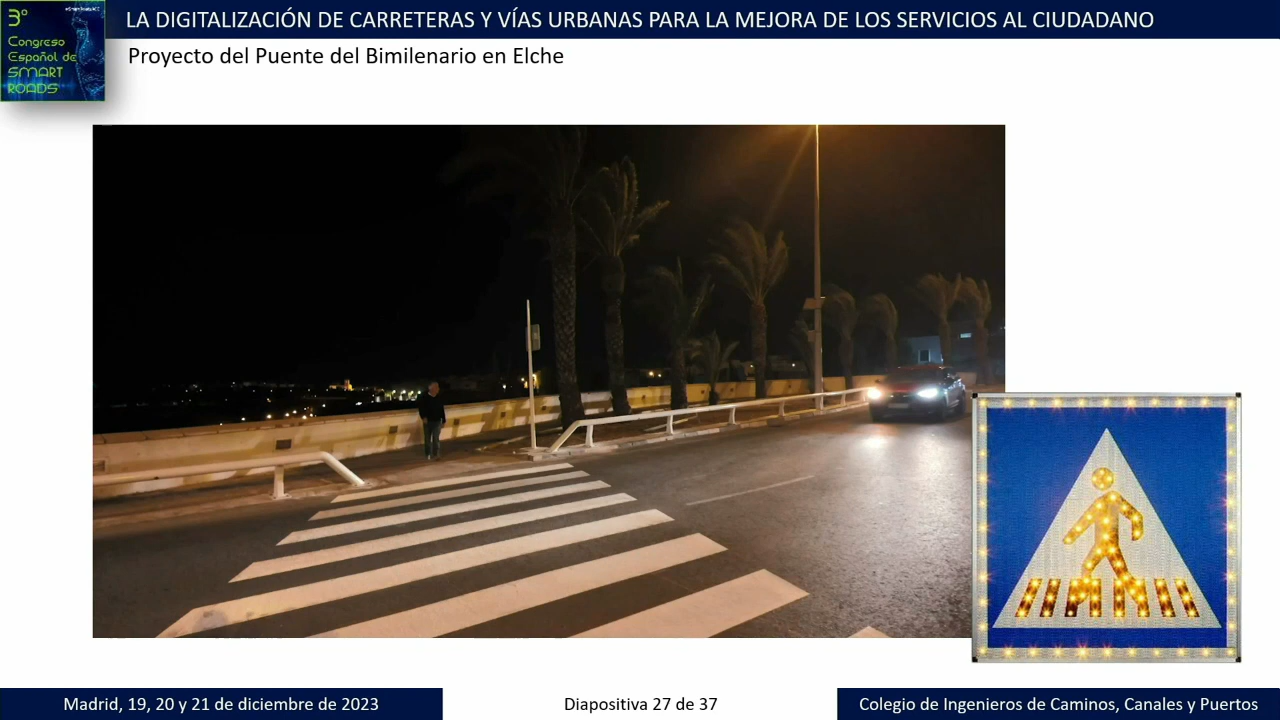 3º
Congreso
Español de
SMART
ROADS
LA DIGITALIZACIÓN DE CARRETERAS Y VÍAS URBANAS PARA LA MEJORA DE LOS SERVICIOS AL CIUDADANO
Proyecto del Puente del Bimilenario en Elche
Madrid, 19, 20 y 21 de diciembre de 2023
Diapositiva 27 de 37
Colegio de Ingenieros de Caminos, Canales y Puertos